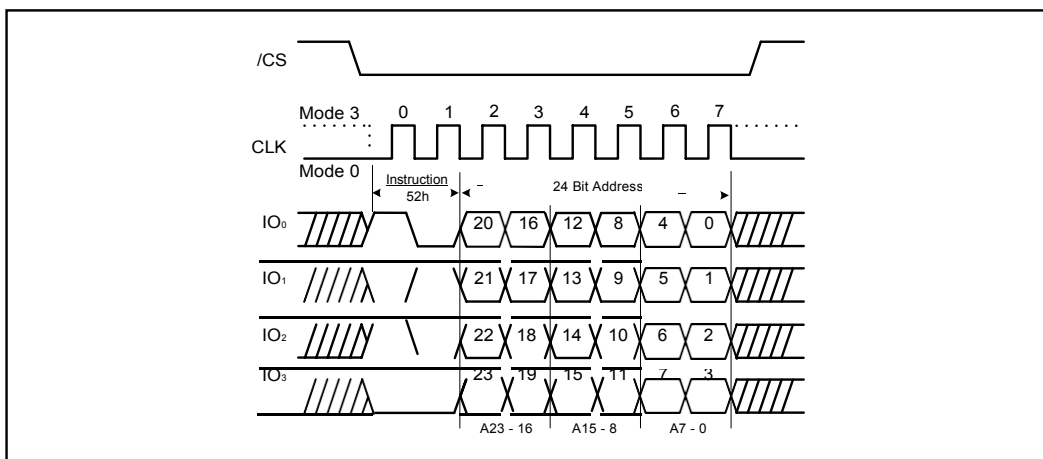 /CS
Mode 3 0 1 2 3 4 5 6 7
CLK
Mode 0
Instruction
52h
24 Bit Address
IO0 20 16 12 8 4 0
IO1 21 17 13 9 5 1
IO2 22 18 14 10 6 2
IO3 23 19 15 11 7 3
A23 - 16 A15 - 8 A7 - 0